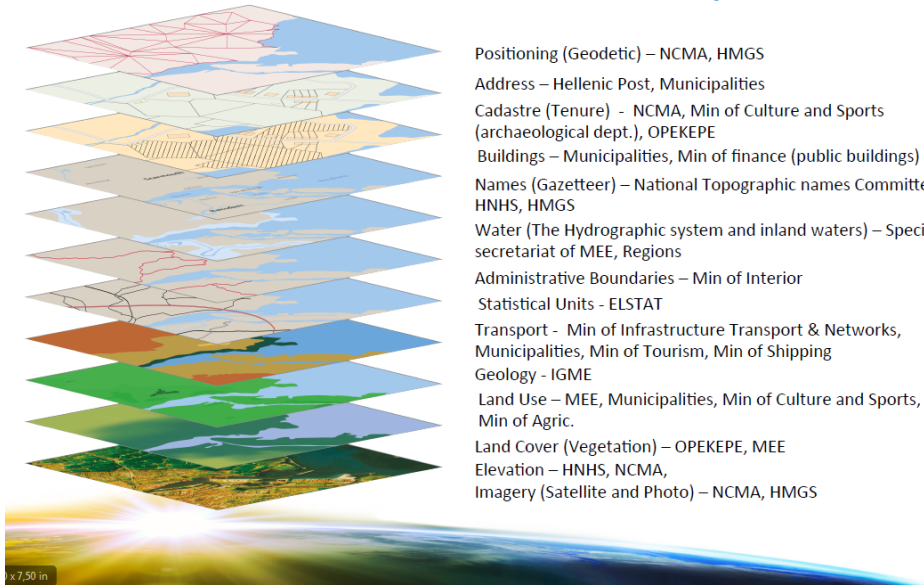 Positioning (Geodetic) – NCMA, HMGS
Address – Hellenic Post, Municipalities
Cadastre (Tenure) - NCMA, Min of Culture and Sports
(archaeological dept.), OPEKEPE
Buildings – Municipalities, Min of finance (public buildings)
Names (Gazetteer) – National Topographic names Committe
HNHS, HMGS
Water (The Hydrographic system and inland waters) – Speci
secretariat of MEE, Regions
Administrative Boundaries – Min of Interior
Statistical Units - ELSTAT
Transport - Min of Infrastructure Transport & Networks,
Municipalities, Min of Tourism, Min of Shipping
Geology - IGME
Land Use – MEE, Municipalities, Min of Culture and Sports,
Min of Agric.
Land Cover (Vegetation) – OPEKEPE, MEE
Elevation – HNHS, NCMA,
Imagery (Satellite and Photo) – NCMA, HMGS
x 7,50 in